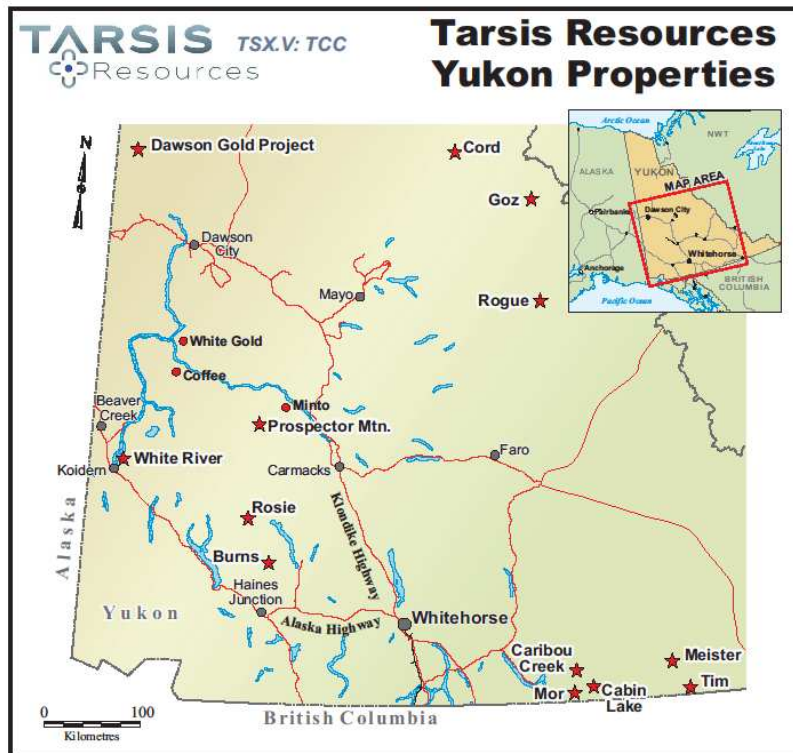 TARSIS
Resources
TSX.V: TCC
Tarsis Resources
Yukon Properties
N
Dawson Gold Project
Cord
Goz
Arctic Ocean
NWT
ALASKA
YUKON
MAP AREA
Fairbanks
Dawson City
Whitehorse
Anchorage
BRITISH
COLUMBIA
Pacific Ocean
Dawson
City
Mayo
Rogue
White Gold
Coffee
Beaver
Creek
Minto
Prospector Mtn.
White River
Koidern
Carmacks
Faro
Rosie
Klondike Highway
Burns
Alaska
Haines
Junction
Yukon
Alaska Highway
Whitehorse
Caribou
Creek
Meister
Mor
Cabin
Lake
Tim
0 100
Kilometres
British Columbia